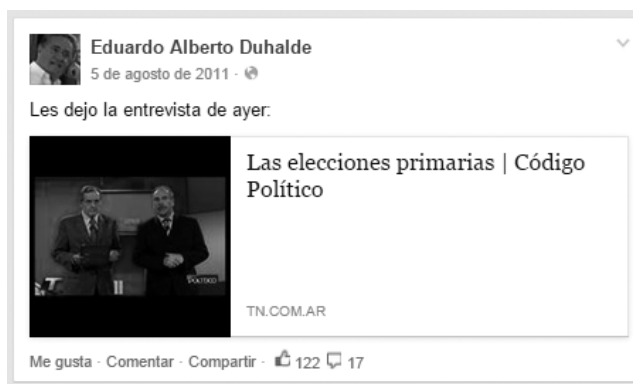 Eduardo Alberto Duhalde
5 de agosto de 2011 ·
Les dejo la entrevista de ayer:
Las elecciones primarias | Código
Político
POLITICO
TN.COM.AR
Me gusta · Comentar · Compartir · 122 17